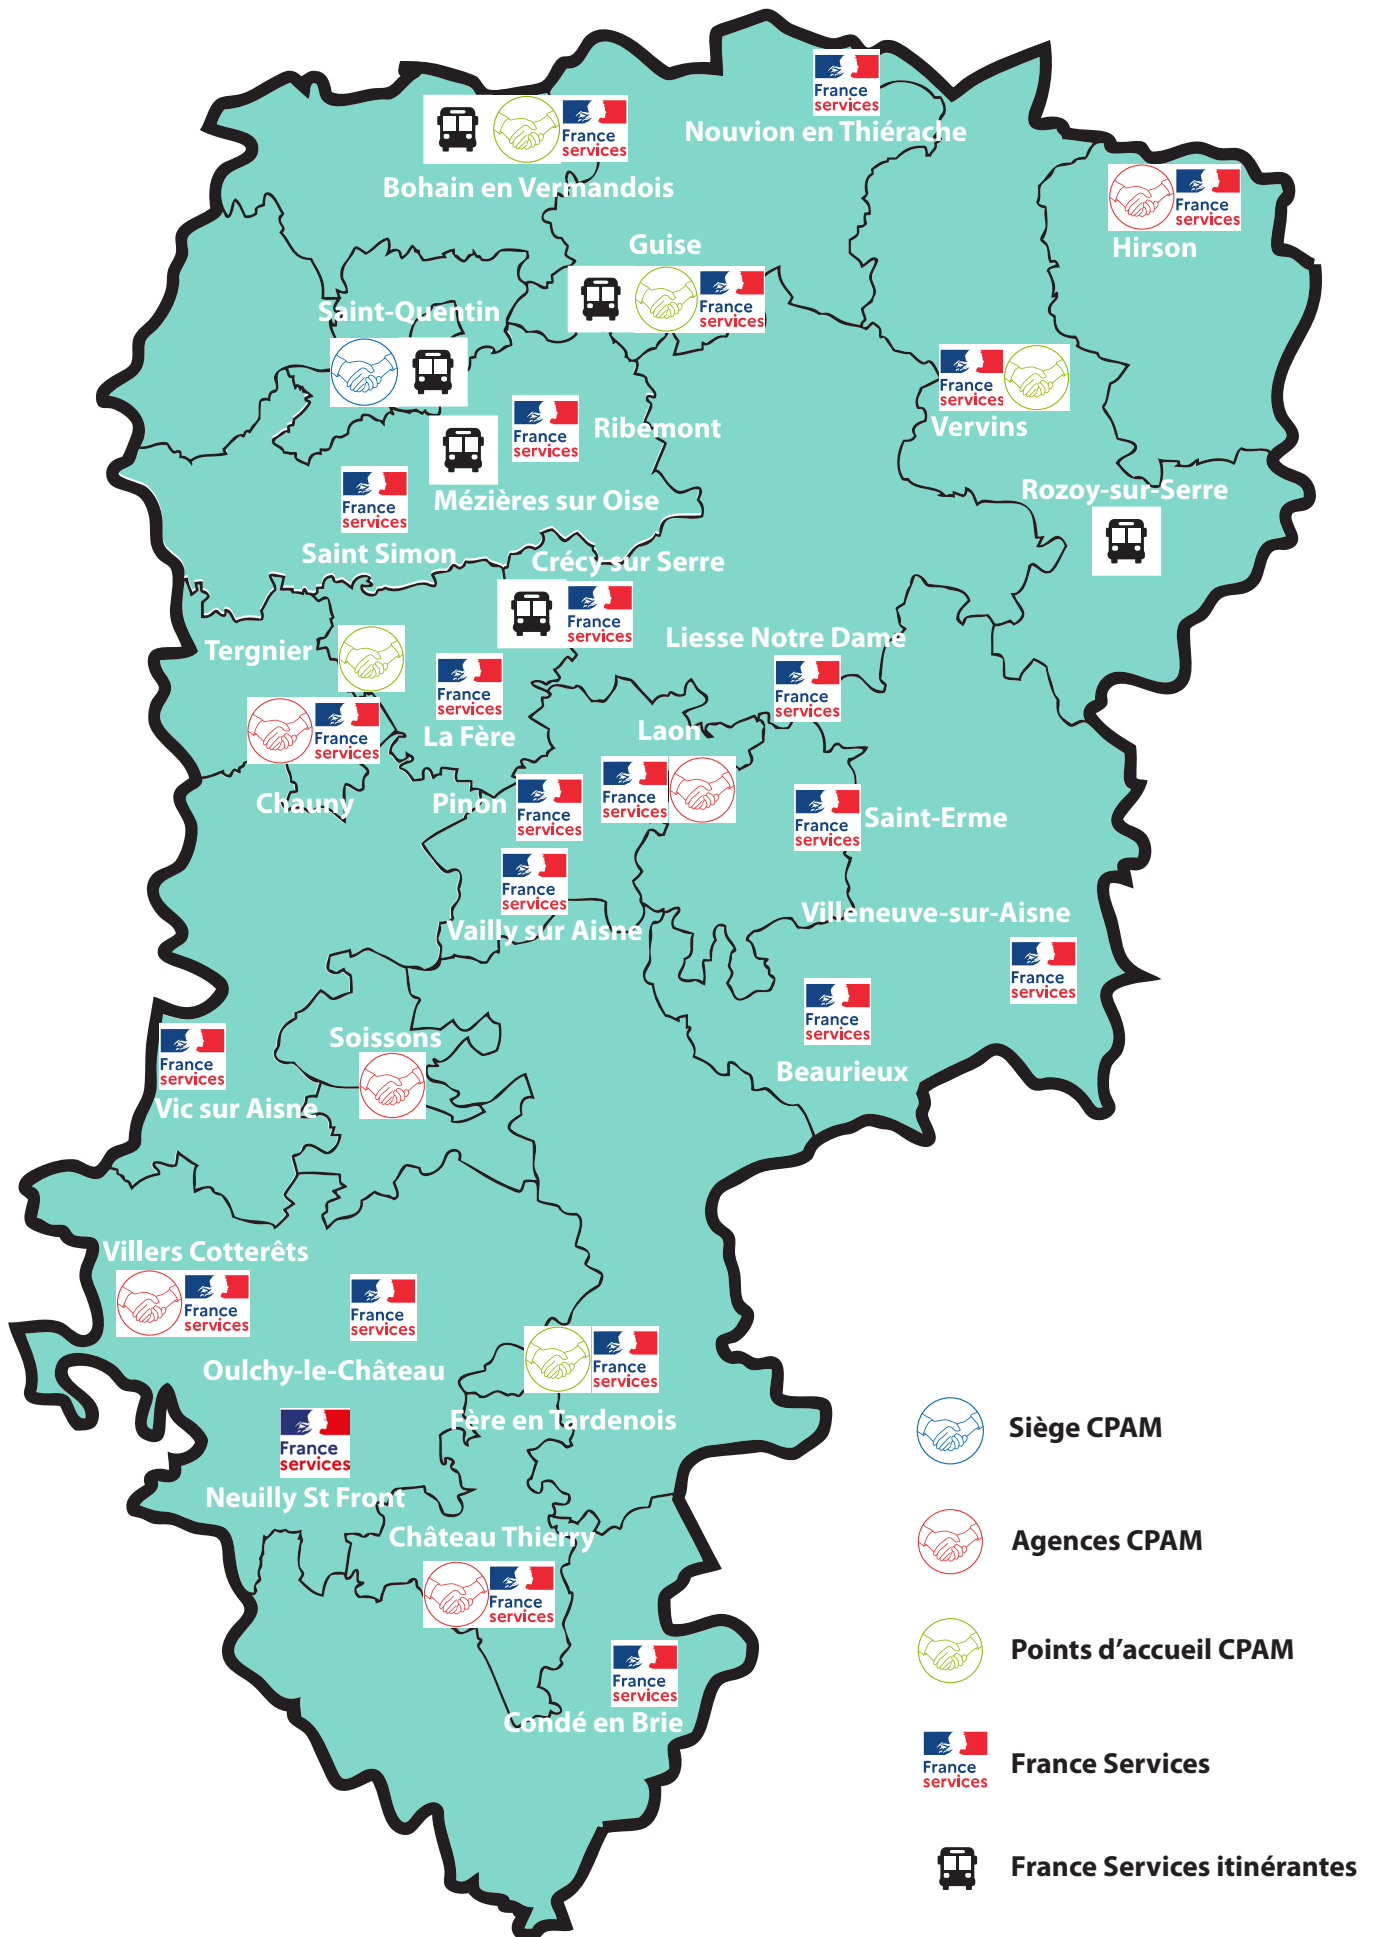 France
services
Nouvion en Thiérache
France
services
Bohain en Vermandois
France
services
Hirson
Guise
France
services
Saint-Quentin
France
services
Vervins
France
services
Ribemont
Mézières sur Oise
France
services
Saint Simon
Rozoy-sur-Serre
Crécy sur Serre
France
services
Liesse Notre Dame
France
services
Tergnier
France
services
La Fère
France
services
Chauny
Laon
France
services
Pinon
France
services
France
services
Saint-Erme
France
services
Vailly sur Aisne
Villeneuve-sur-Aisne
France
services
France
services
Beaurieux
Soissons
France
services
Vic sur Aisne
Villers Cotterêts
France
services
France
services
Oulchy-le-Château
France
services
Fère en Tardenois
France
services
Neuilly St Front
Château Thierry
France
services
France
services
Condé en Brie
Siège CPAM
Agences CPAM
Points d’accueil CPAM
France
services
France Services
France Services itinérantes